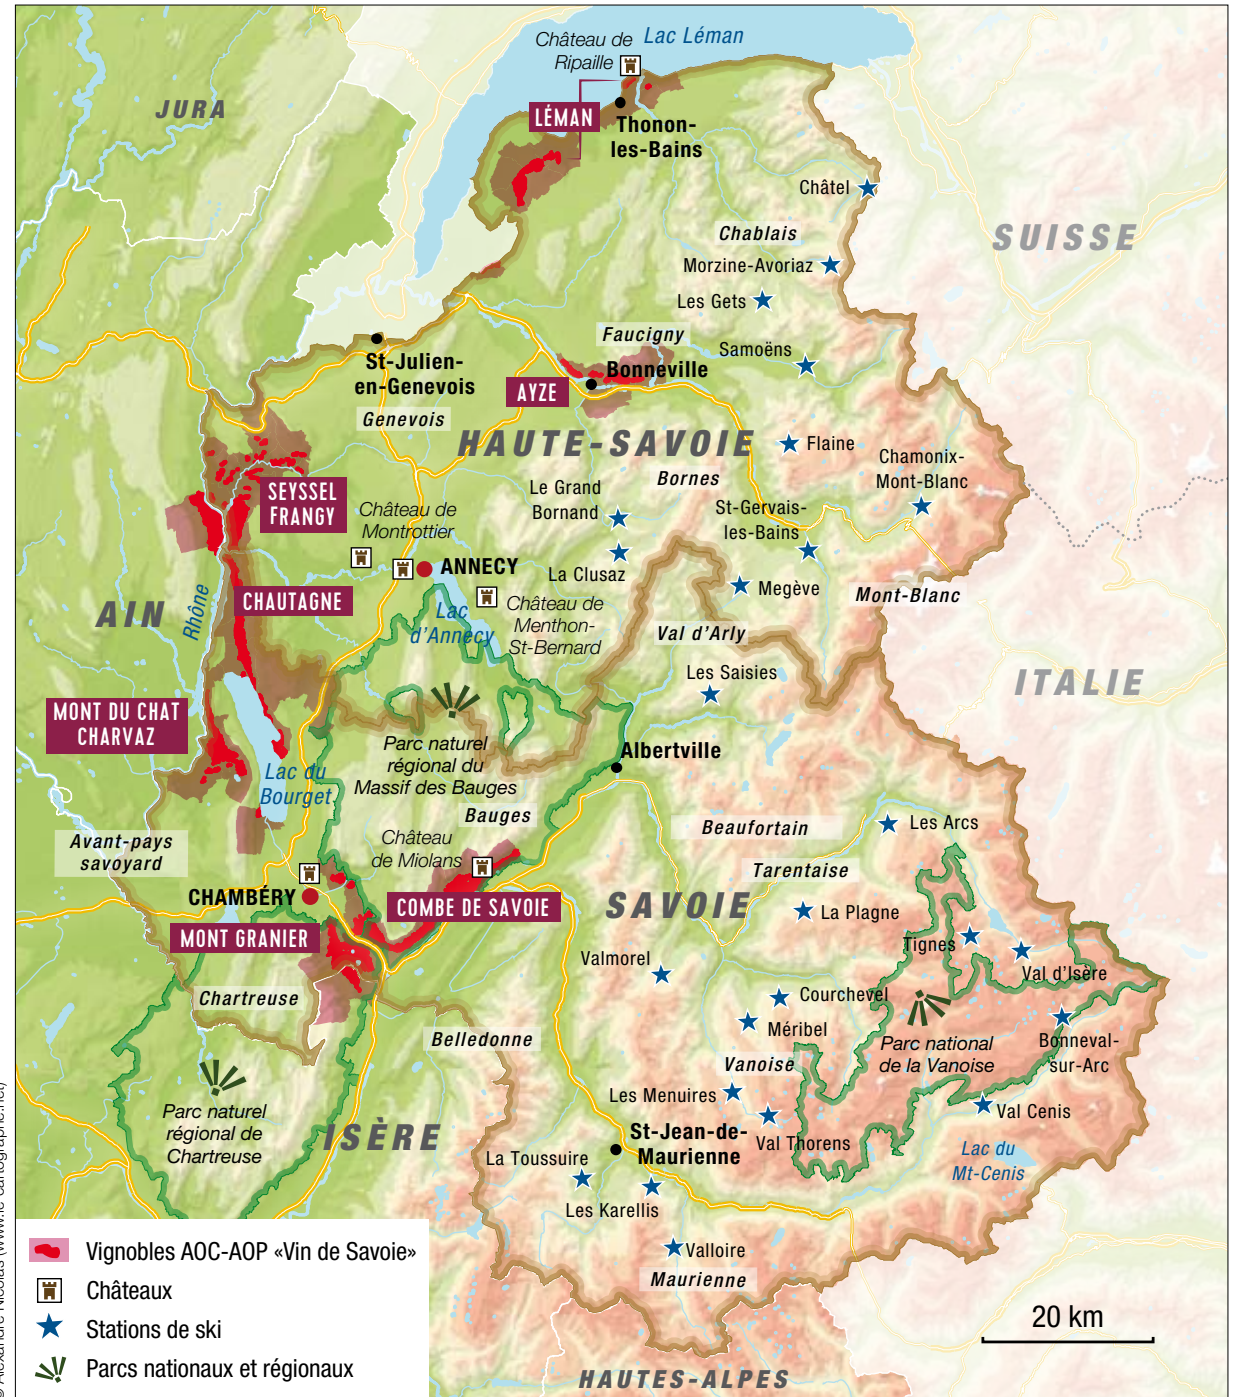 Château de
Ripaille
Lac Léman
JURA
LÉMAN
Thonon-
les-Bains
Châtel
SUISSE
Chablais
Morzine-Avoriaz
Les Gets
Faucigny
Samoëns
St-Julien-
en-Genevois
Bonneville
AYZE
Genevois
HAUTE-SAVOIE
Flaine
Chamonix-
Mont-Blanc
Bornes
Le Grand
Bornand
St-Gervais-
les-Bains
SEYSSEL
FRANGY
Château de
Montrottier
ANNECY
La Clusaz
Megève
Mont-Blanc
CHAUTAGNE
AIN
Rhône
Lac
d'Annecy
Château de
Menthon-
St-Bernard
Val d'Arly
Les Saisies
ITALIE
MONT DU CHAT
CHARVAZ
Parc naturel
régional du
Massif des Bauges
Albertville
Lac du
Bourget
Bauges
Beaufortain
Les Arcs
Avant-pays
savoyard
Château
de Miolans
Tarentaise
CHAMBÉRY
COMBE DE SAVOIE
SAVOIE
La Plagne
MONT GRANIER
Tignes
Val d'Isère
Valmorel
Chartreuse
Courchevel
Méribel
Belledonne
Parc national
de la Vanoise
Bonneval-
sur-Arc
Vanoise
Les Menuires
Val Thorens
Val Cenis
Parc naturel
régional de
Chartreuse
ISÈRE
St-Jean-de-
Maurienne
Lac du
Mt-Cenis
La Toussuire
Les Karellis
Valloire
Maurienne
HAUTES-ALPES
20 km
Vignobles AOC-AOP «Vin de Savoie»
Châteaux
Stations de ski
Parcs nationaux et régionaux
© Alexandre Nicolas (www.le-cartographe.net)